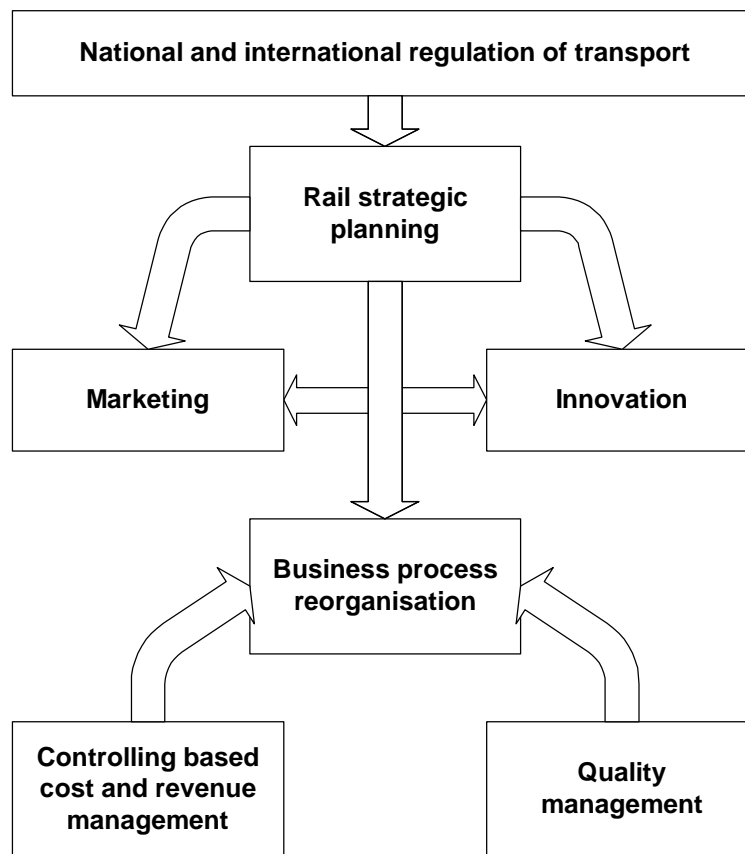 National and international regulation of transport
Rail strategic
planning
Marketing
Innovation
Business process
reorganisation
Controlling based
cost and revenue
management
Quality
management